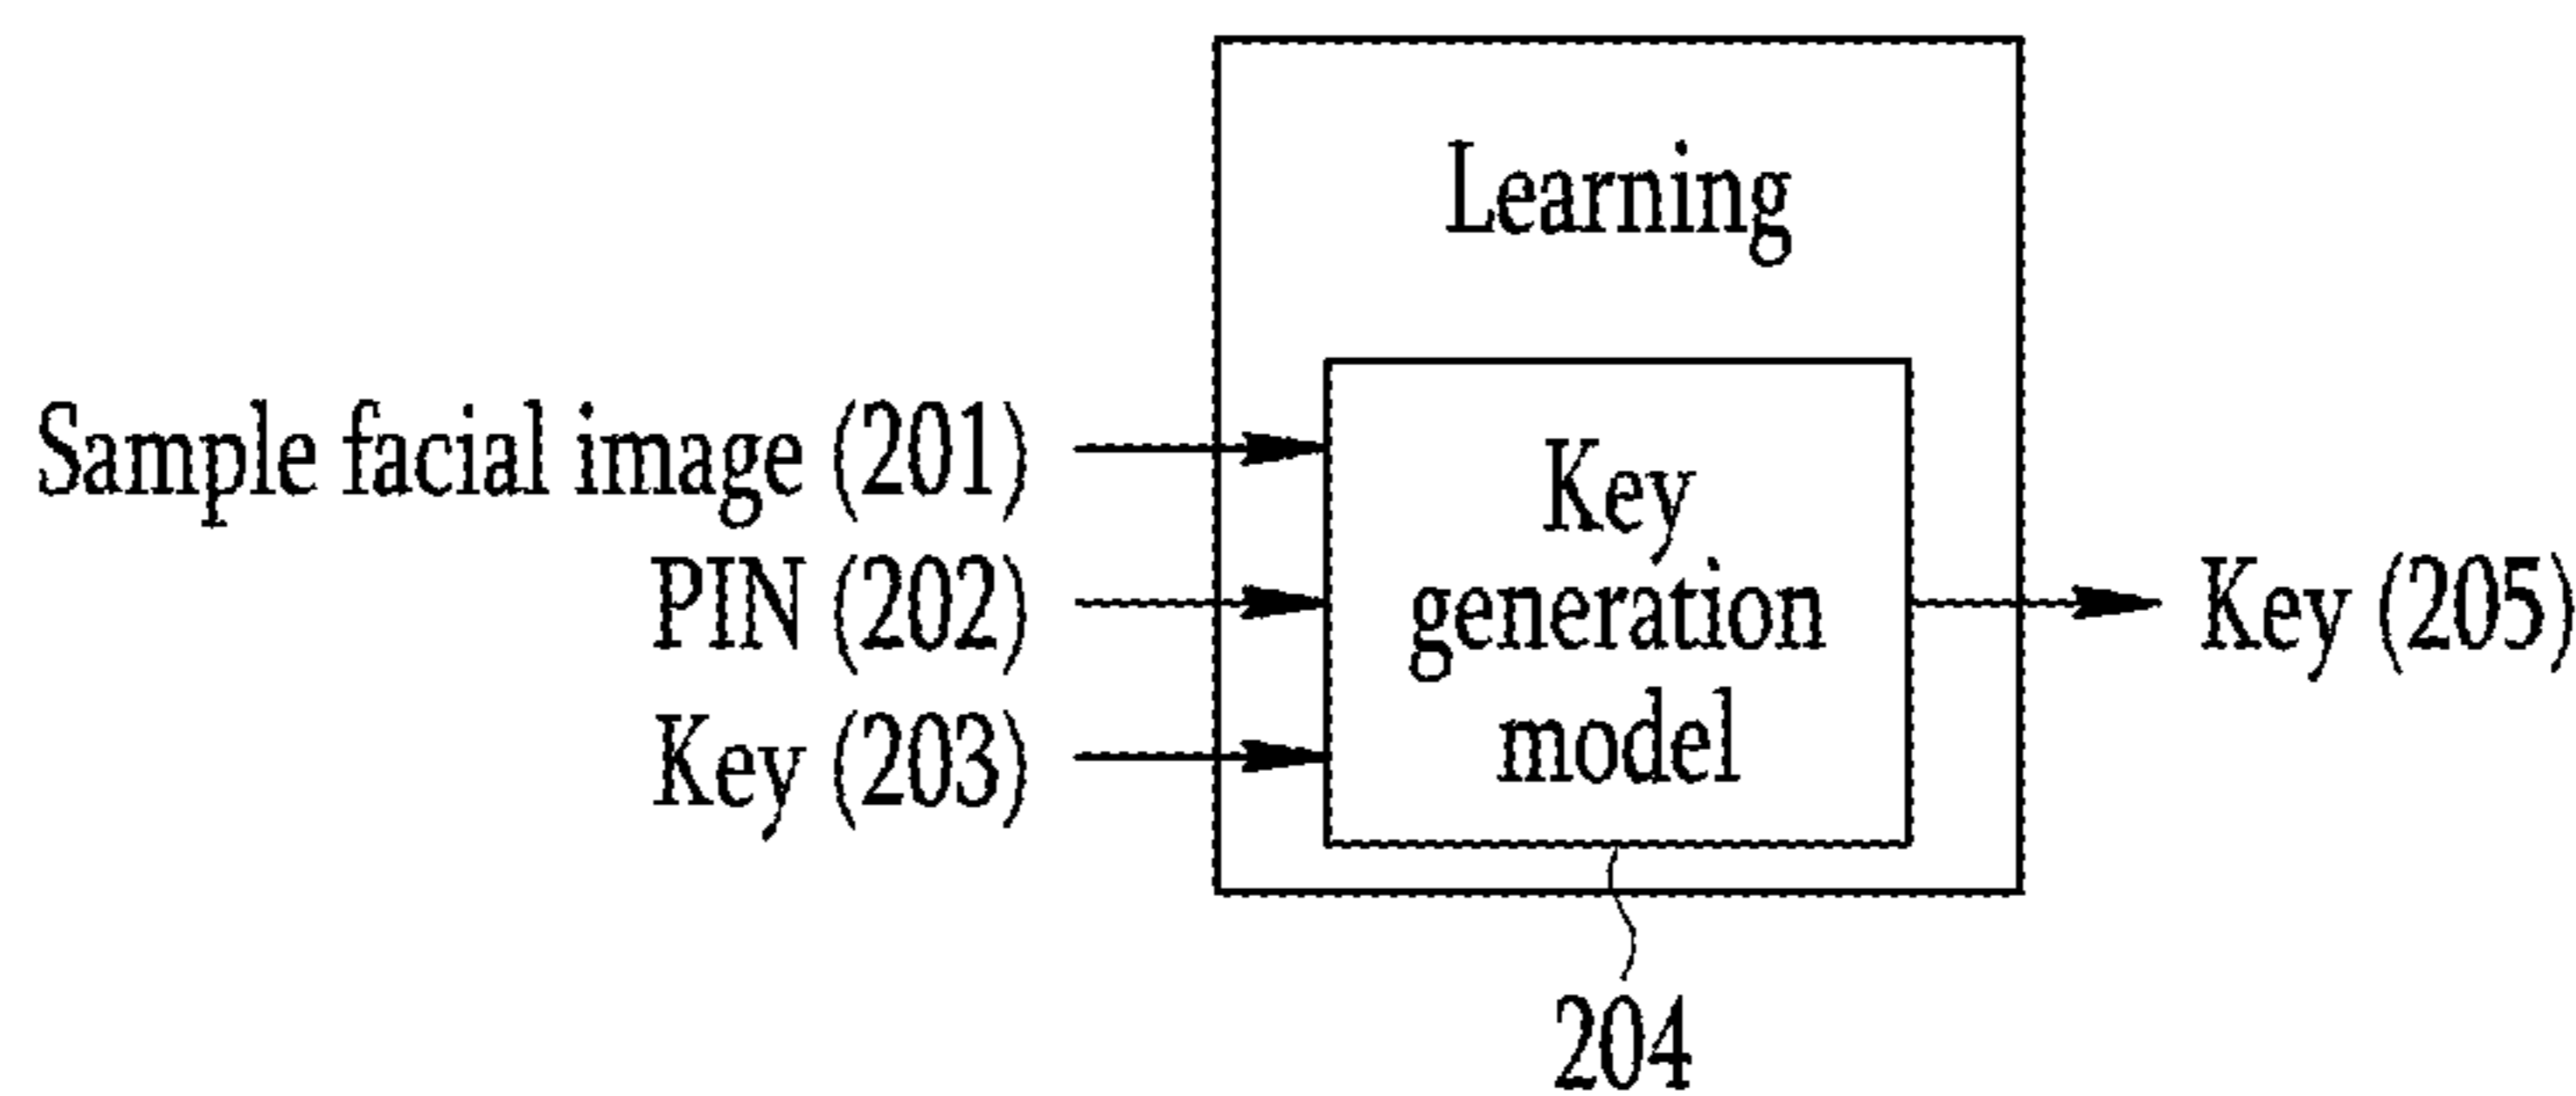 Learning
Sample facial image (201)
PIN (202)
Key (203)
Key
generation
model
Key (205)
204